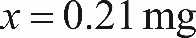 x = 0.21 mg